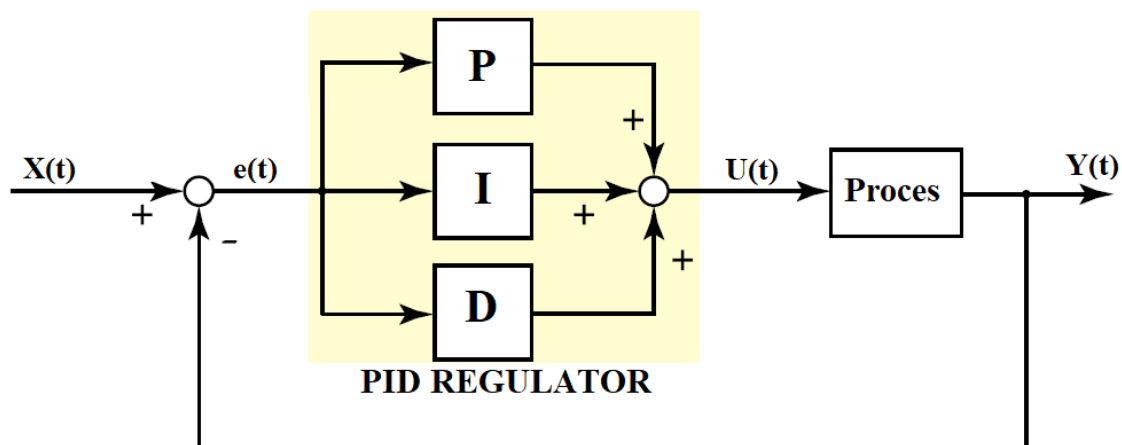 P
+
X(t)
e(t)
I
U(t)
Proces
Y(t)
+
+
-
+
D
PID REGULATOR